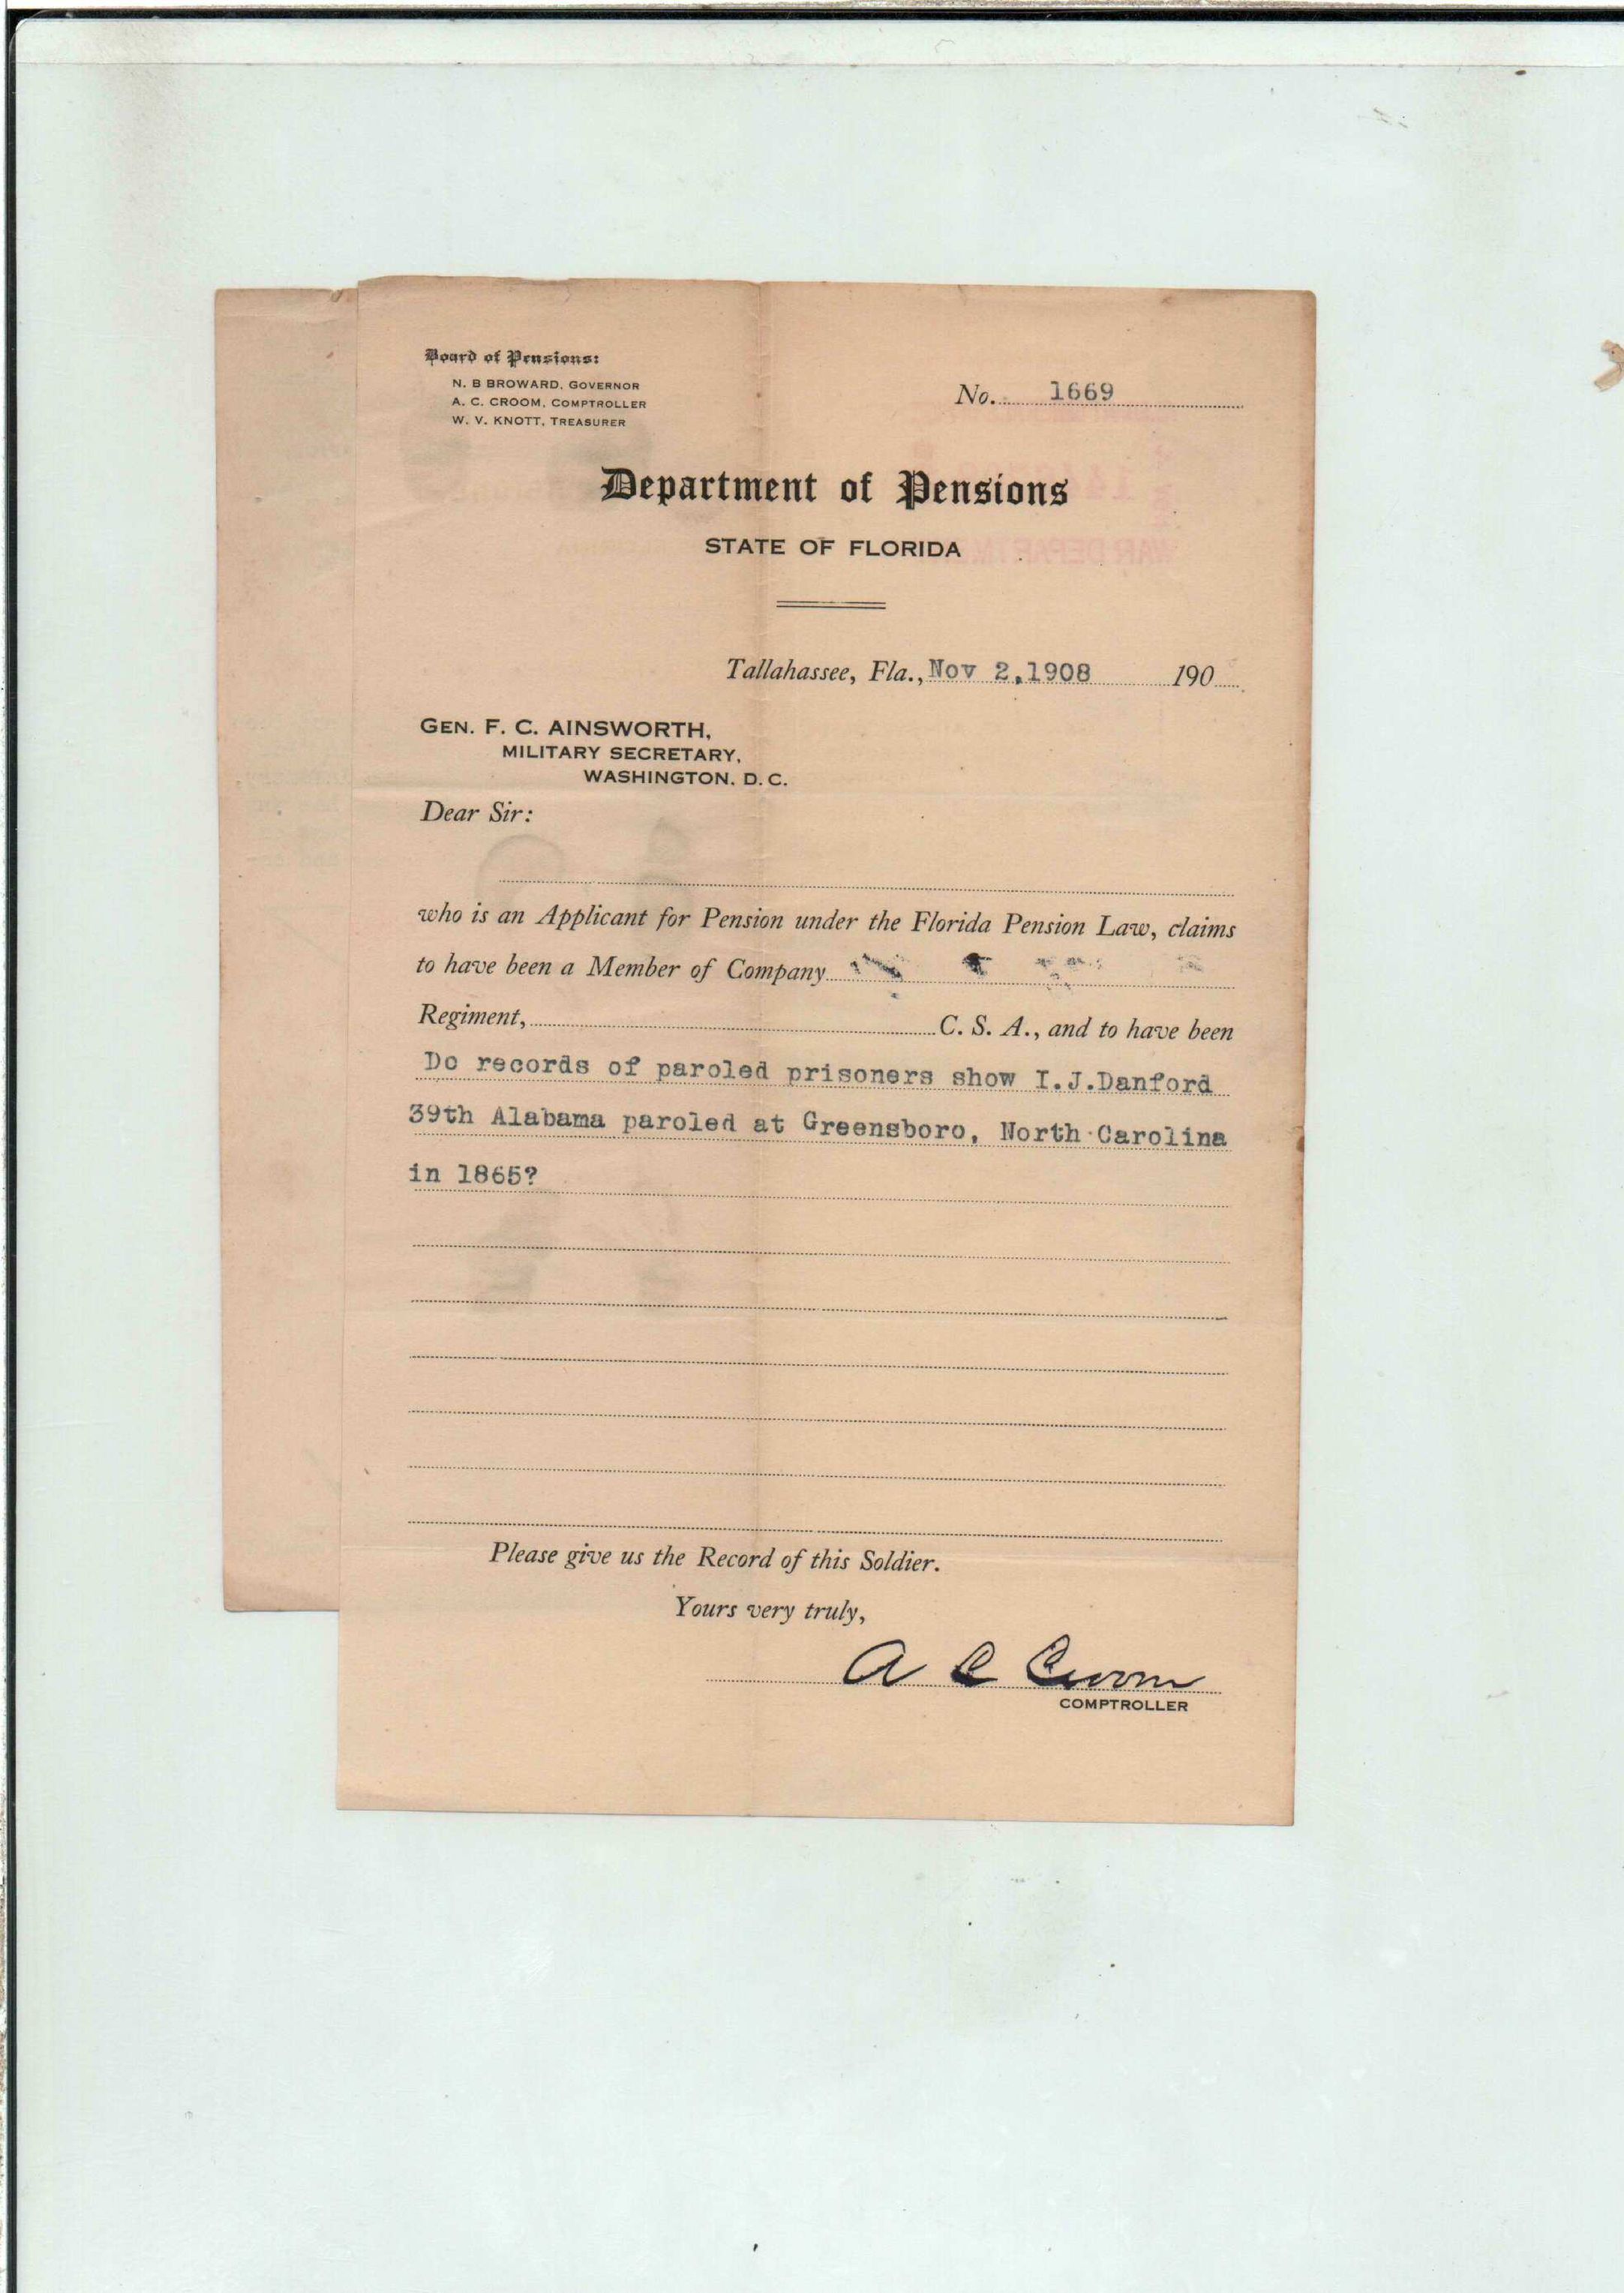 Board of Pensions:
N. B BROWARD, GOVERNOR
A. C. CROOM, COMPTROLLER
W. V. KNOTT, TREASURER
No. 1669
Department of Pensions
STATE OF FLORIDA
Tallahassee, Fla., Nov 2,1908 190
GEN. F. C. AINSWORTH,
MILITARY SECRETARY,
WASHINGTON, D. C.
Dear Sir:
who is an Applicant for Pension under the Florida Pension Law, claims
to have been a Member of Company
Regiment, C. S. A., and to have been
Do records of paroled prisoners show I.J.Danford
39th Alabama paroled at Greensboro, North Carolina
in 1865?
Please give us the Record of this Soldier.
Yours very truly,
A C Croom
COMPTROLLER